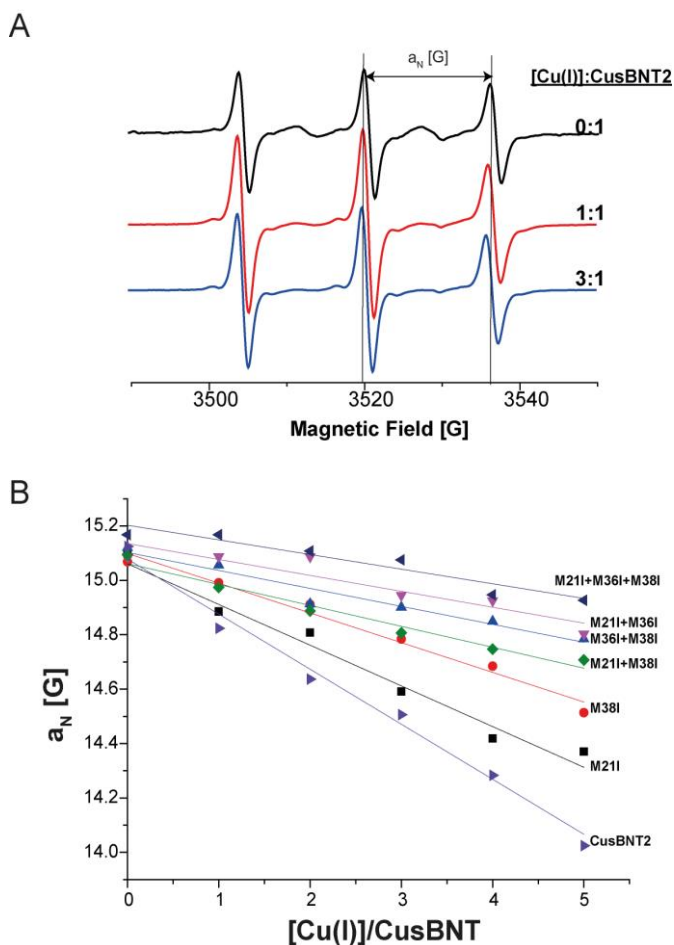 A
a_N [G]
[Cu(I)]:CusBNT2
0:1
1:1
3:1
3500 3520 3540
Magnetic Field [G]
B
15.2
15.0
14.8
14.6
14.4
14.2
14.0
a_N [G]
M21I+M36I+M38I
M21I+M36I
M36I+M38I
M21I+M38I
M38I
M21I
CusBNT2
0 1 2 3 4 5
[Cu(I)]/CusBNT